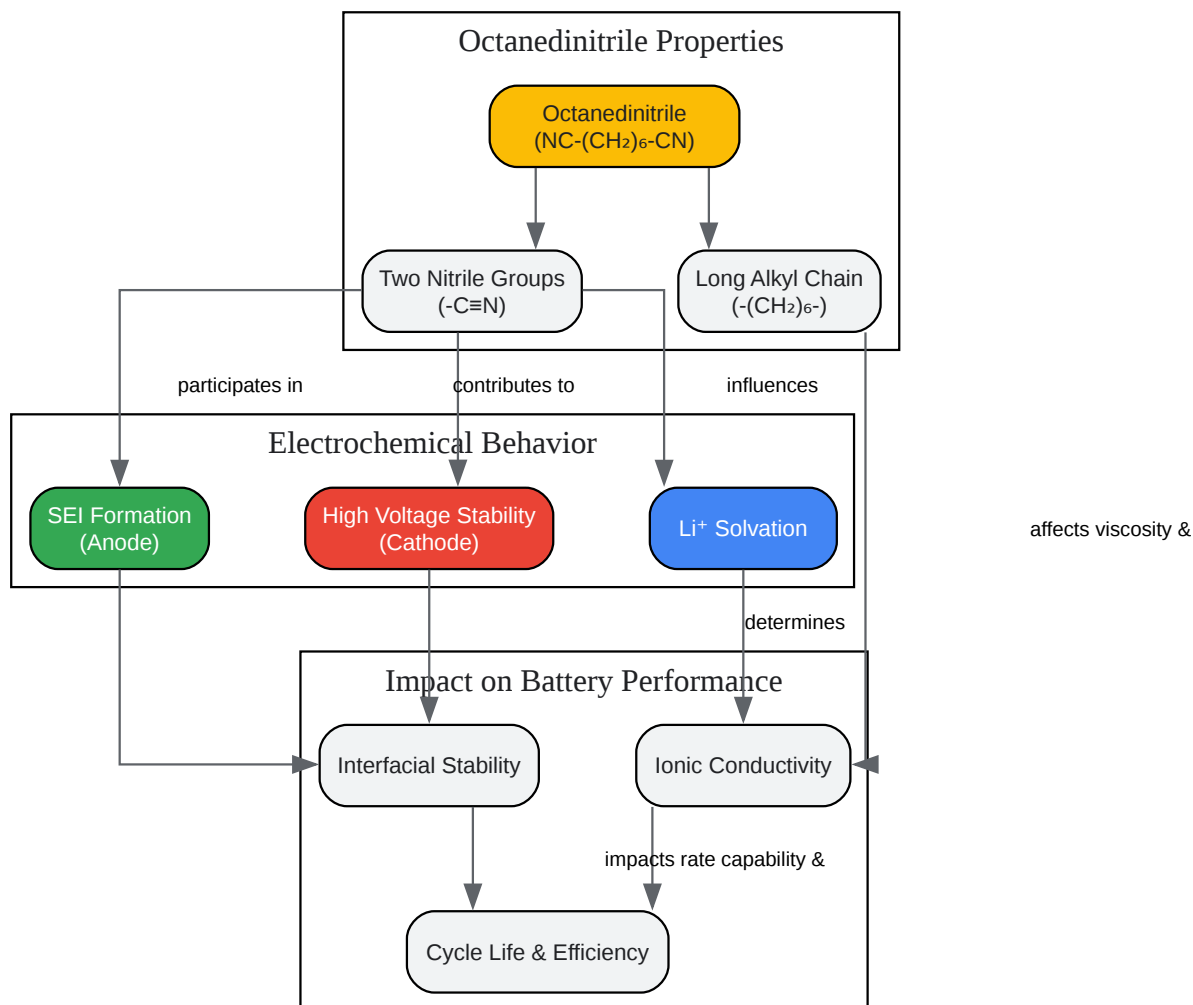 Octanedinitrile Properties
Octanedinitrile
(NC-(CH₂)₆-CN)
Two Nitrile Groups
(-C≡N)
Long Alkyl Chain
(-(CH₂)₆-)
participates in
contributes to
influences
Electrochemical Behavior
SEI Formation
(Anode)
High Voltage Stability
(Cathode)
Li⁺ Solvation
affects viscosity &
determines
Impact on Battery Performance
Interfacial Stability
Ionic Conductivity
impacts rate capability &
Cycle Life & Efficiency